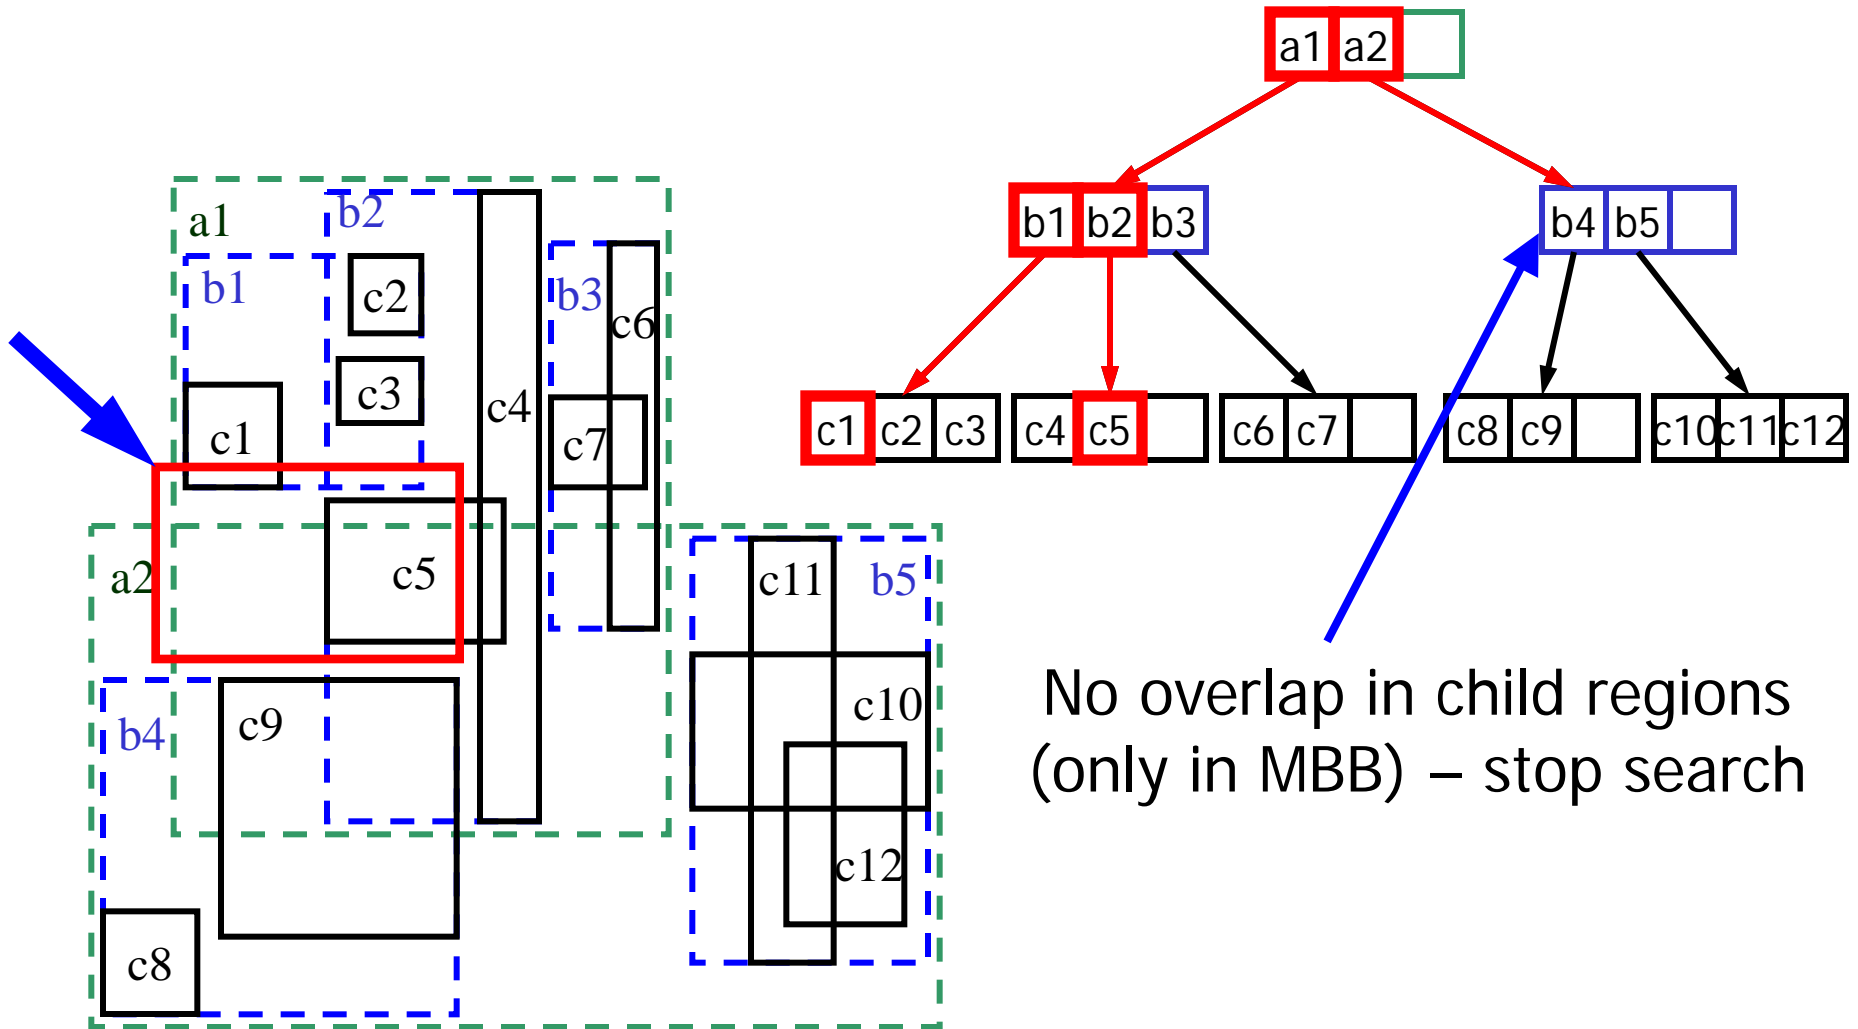 a1 a2
b1 b2 b3
b4 b5
c1 c2 c3
c4 c5
c6 c7
c8 c9
c10 c11 c12
a1
b2
b1
c2
b3
c6
c3
c4
c1
c7
a2
c5
c11
b5
b4
c9
c10
c12
c8
No overlap in child regions
(only in MBB) – stop search